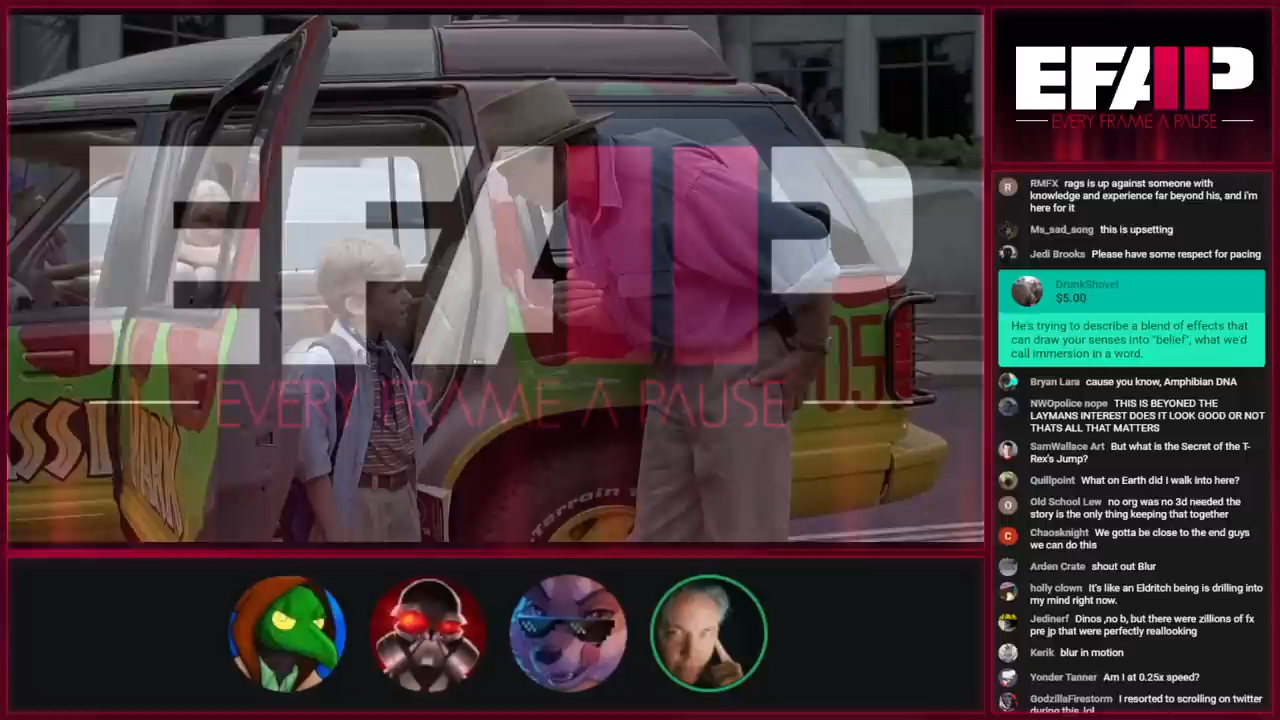 EFAP
EVERY FRAME A PAUSE
PARK
05
Terrain T
EFAP
EVERY FRAME A PAUSE
R
RMFX rags is up against someone with
knowledge and experience far beyond his, and i'm
here for it
Ms_sad_song this is upsetting
Jedi Brooks Please have some respect for pacing
DrunkShovel
$5.00
He's trying to describe a blend of effects that
can draw your senses into "belief", what we'd
call immersion in a word.
Bryan Lara cause you know, Amphibian DNA
NWOpolice nope THIS IS BEYONED THE
LAYMANS INTEREST DOES IT LOOK GOOD OR NOT
THATS ALL THAT MATTERS
SamWallace Art But what is the Secret of the T-
Rex's Jump?
Quillpoint What on Earth did I walk into here?
O
Old School Lew no org was no 3d needed the
story is the only thing keeping that together
C
Chaosknight We gotta be close to the end guys
we can do this
Arden Crate shout out Blur
holly clown It's like an Eldritch being is drilling into
my mind right now.
Jedinerf Dinos ,no b, but there were zillions of fx
pre jp that were perfectly reallooking
Kerik blur in motion
Yonder Tanner Am I at 0.25x speed?
GodzillaFirestorm I resorted to scrolling on twitter
during this lol